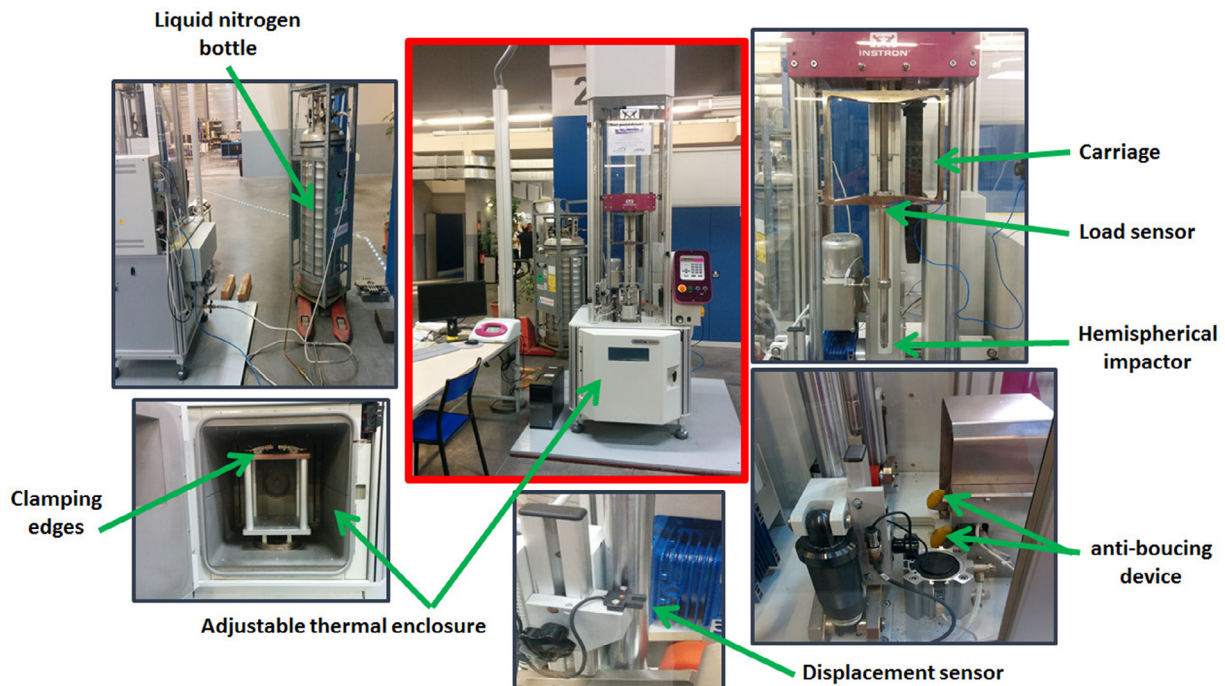 Liquid nitrogen
bottle
2
INSTRON
Carriage
Load sensor
Hemispherical
impactor
Clamping
edges
anti-boucing
device
Adjustable thermal enclosure
Displacement sensor